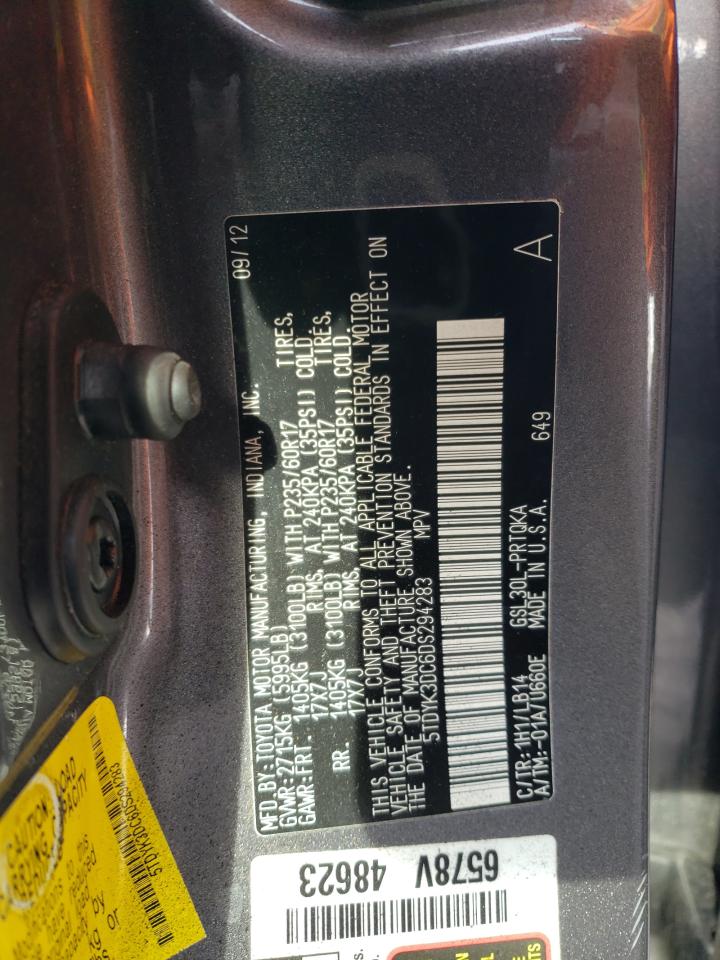 MFD.BY:TOYOTA MOTOR MANUFACTURING, INDIANA, INC. 09/12
GVWR:2715KG (5995LB)
GAWR:FRT. 1405KG (3100LB) WITH P235/60R17 TIRES,
17X7J RIMS, AT 240KPA (35PSI) COLD.
RR. 1405KG (3100LB) WITH P235/60R17 TIRES,
17X7J RIMS, AT 240KPA (35PSI) COLD.
THIS VEHICLE CONFORMS TO ALL APPLICABLE FEDERAL MOTOR
VEHICLE SAFETY AND THEFT PREVENTION STANDARDS IN EFFECT ON
THE DATE OF MANUFACTURE SHOWN ABOVE.
5TDYK3DC6DS294283 MPV
C/TR: 1H1/LB14 GSL30L-PRTQKA 649 A
A/TM:-01A/U660E MADE IN U.S.A.
6578V
48623
CAUTION
LOAD
5TDYK3DC6DS294283